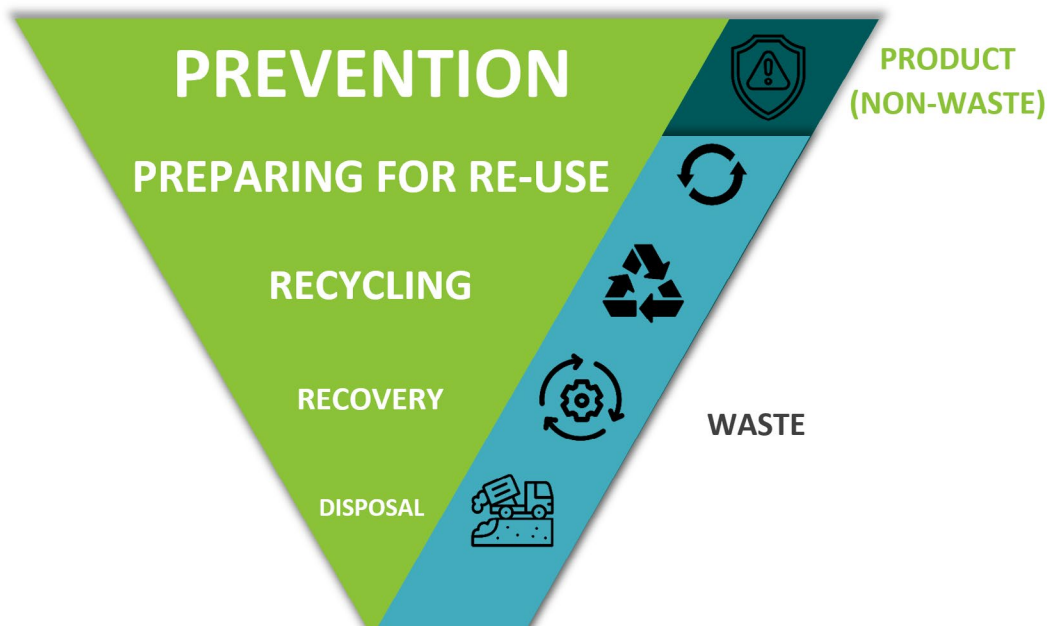 PREVENTION
PRODUCT
(NON-WASTE)
PREPARING FOR RE-USE
RECYCLING
RECOVERY
WASTE
DISPOSAL